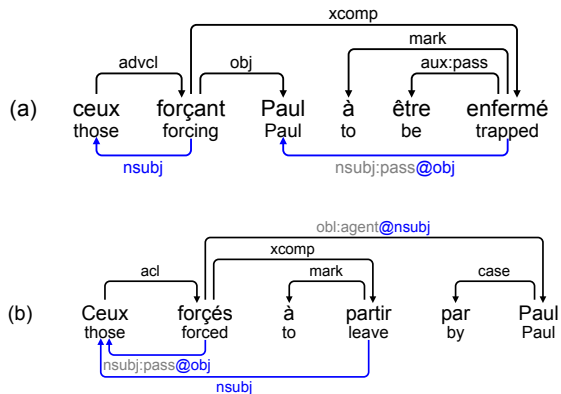 xcomp
mark
advcl obj aux:pass
(a) ceux forçant Paul à être enfermé
those forcing Paul to be trapped
nsubj nsubj:pass@obj
obl:agent@nsubj
xcomp
acl mark case
(b) Ceux forçés à partir par Paul
those forced to leave by Paul
nsubj:pass@obj
nsubj